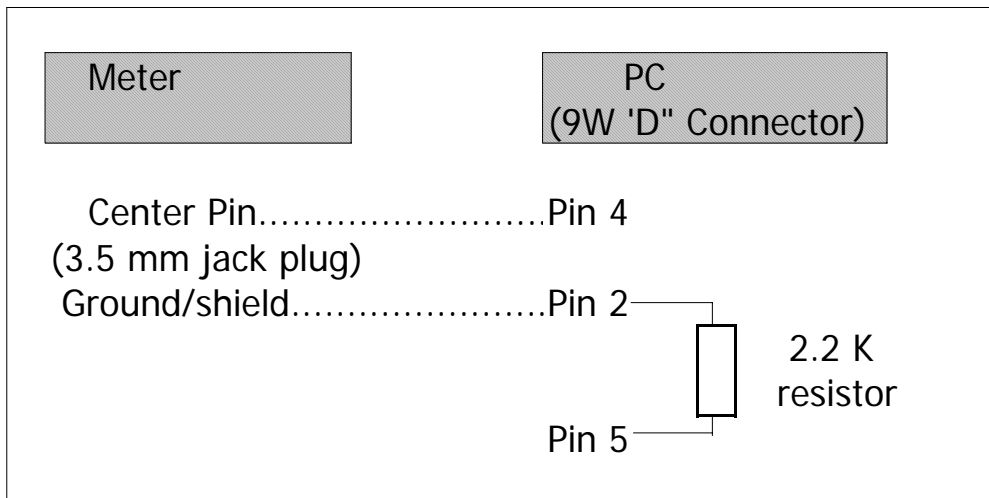 Meter
PC
(9W 'D" Connector)
Center Pin..........................Pin 4
(3.5 mm jack plug)
Ground/shield.......................Pin 2
2.2 K
resistor
Pin 5